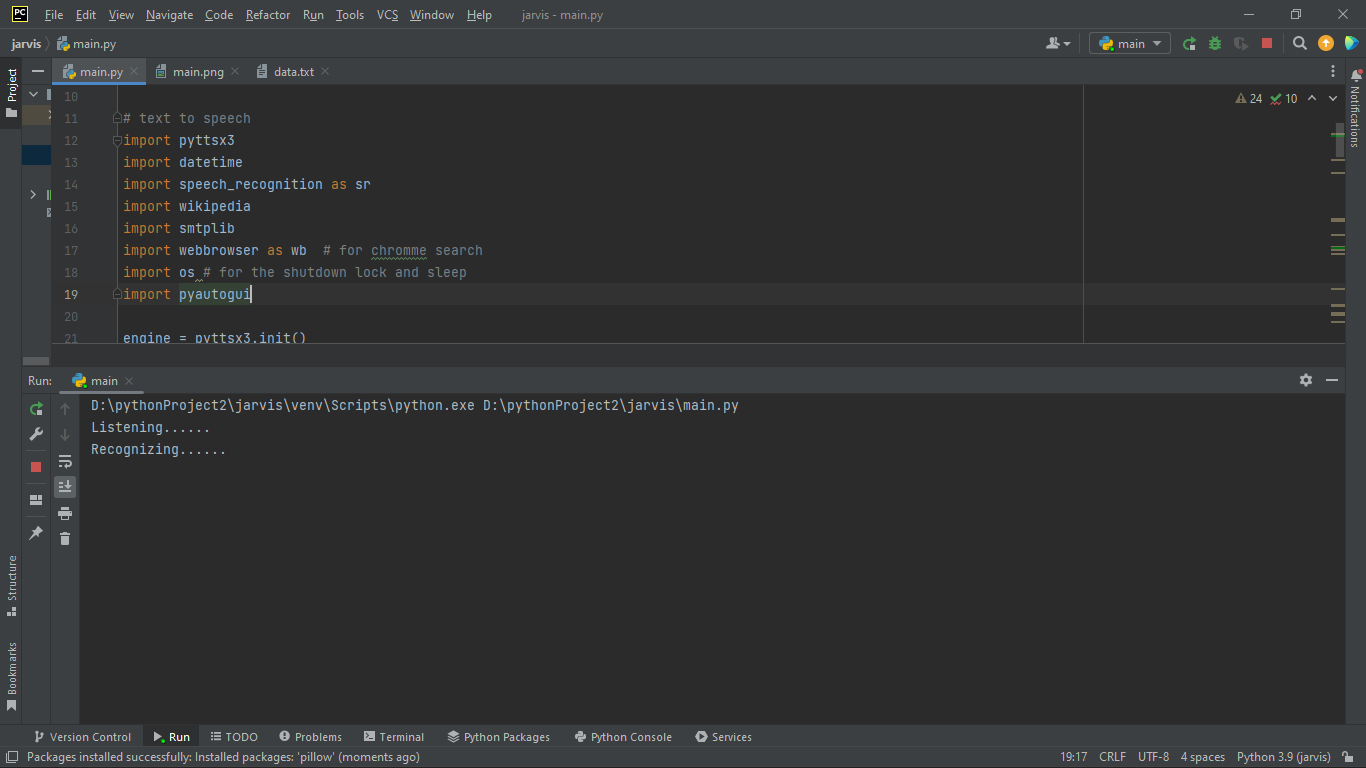 PC File Edit View Navigate Code Refactor Run Tools VCS Window Help jarvis - main.py
jarvis main.py main
Project main.py main.png data.txt
10 24 10
11 # text to speech
12 import pyttsx3
13 import datetime
14 import speech_recognition as sr
15 import wikipedia
16 import smtplib
17 import webbrowser as wb # for chromme search
18 import os # for the shutdown lock and sleep
19 import pyautogui
20
21 engine = pyttsx3.init()
Notifications
Run: main
D:\pythonProject2\jarvis\venv\Scripts\python.exe D:\pythonProject2\jarvis\main.py
Listening......
Recognizing......
Structure
Bookmarks
Version Control Run TODO Problems Terminal Python Packages Python Console Services
Packages installed successfully: Installed packages: 'pillow' (moments ago) 19:17 CRLF UTF-8 4 spaces Python 3.9 (jarvis)